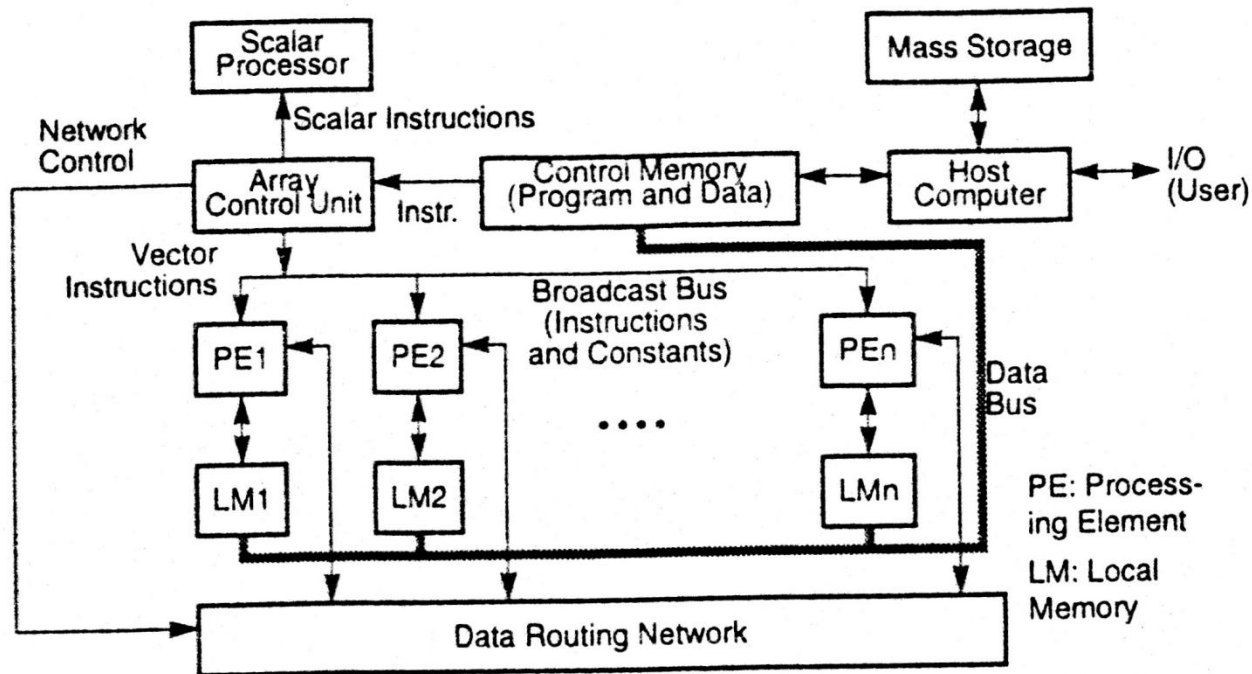 Scalar
Processor
Mass Storage
Scalar Instructions
Network
Control
Array
Control Unit
Instr.
Control Memory
(Program and Data)
Host
Computer
I/O
(User)
Vector
Instructions
Broadcast Bus
(Instructions
and Constants)
PE1
PE2
PEn
Data
Bus
LM1
LM2
LMn
PE: Process-
ing Element
LM: Local
Memory
Data Routing Network